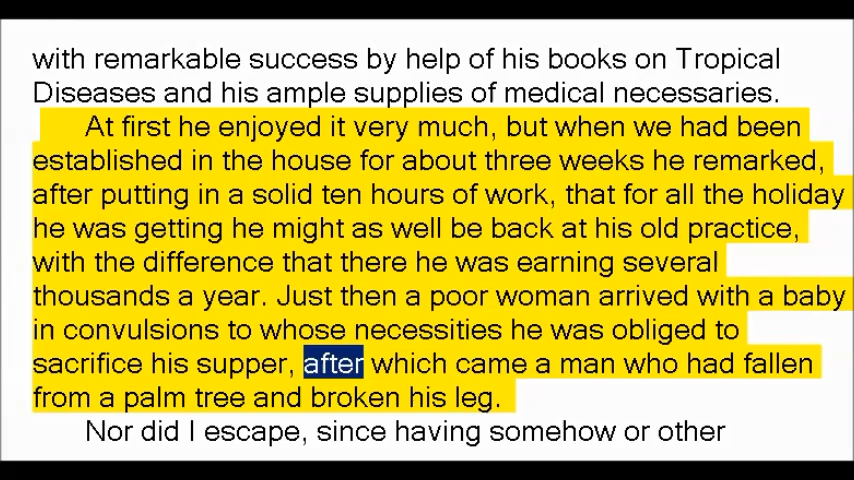 with remarkable success by help of his books on Tropical
Diseases and his ample supplies of medical necessaries.
At first he enjoyed it very much, but when we had been
established in the house for about three weeks he remarked,
after putting in a solid ten hours of work, that for all the holiday
he was getting he might as well be back at his old practice,
with the difference that there he was earning several
thousands a year. Just then a poor woman arrived with a baby
in convulsions to whose necessities he was obliged to
sacrifice his supper, after which came a man who had fallen
from a palm tree and broken his leg.
Nor did I escape, since having somehow or other